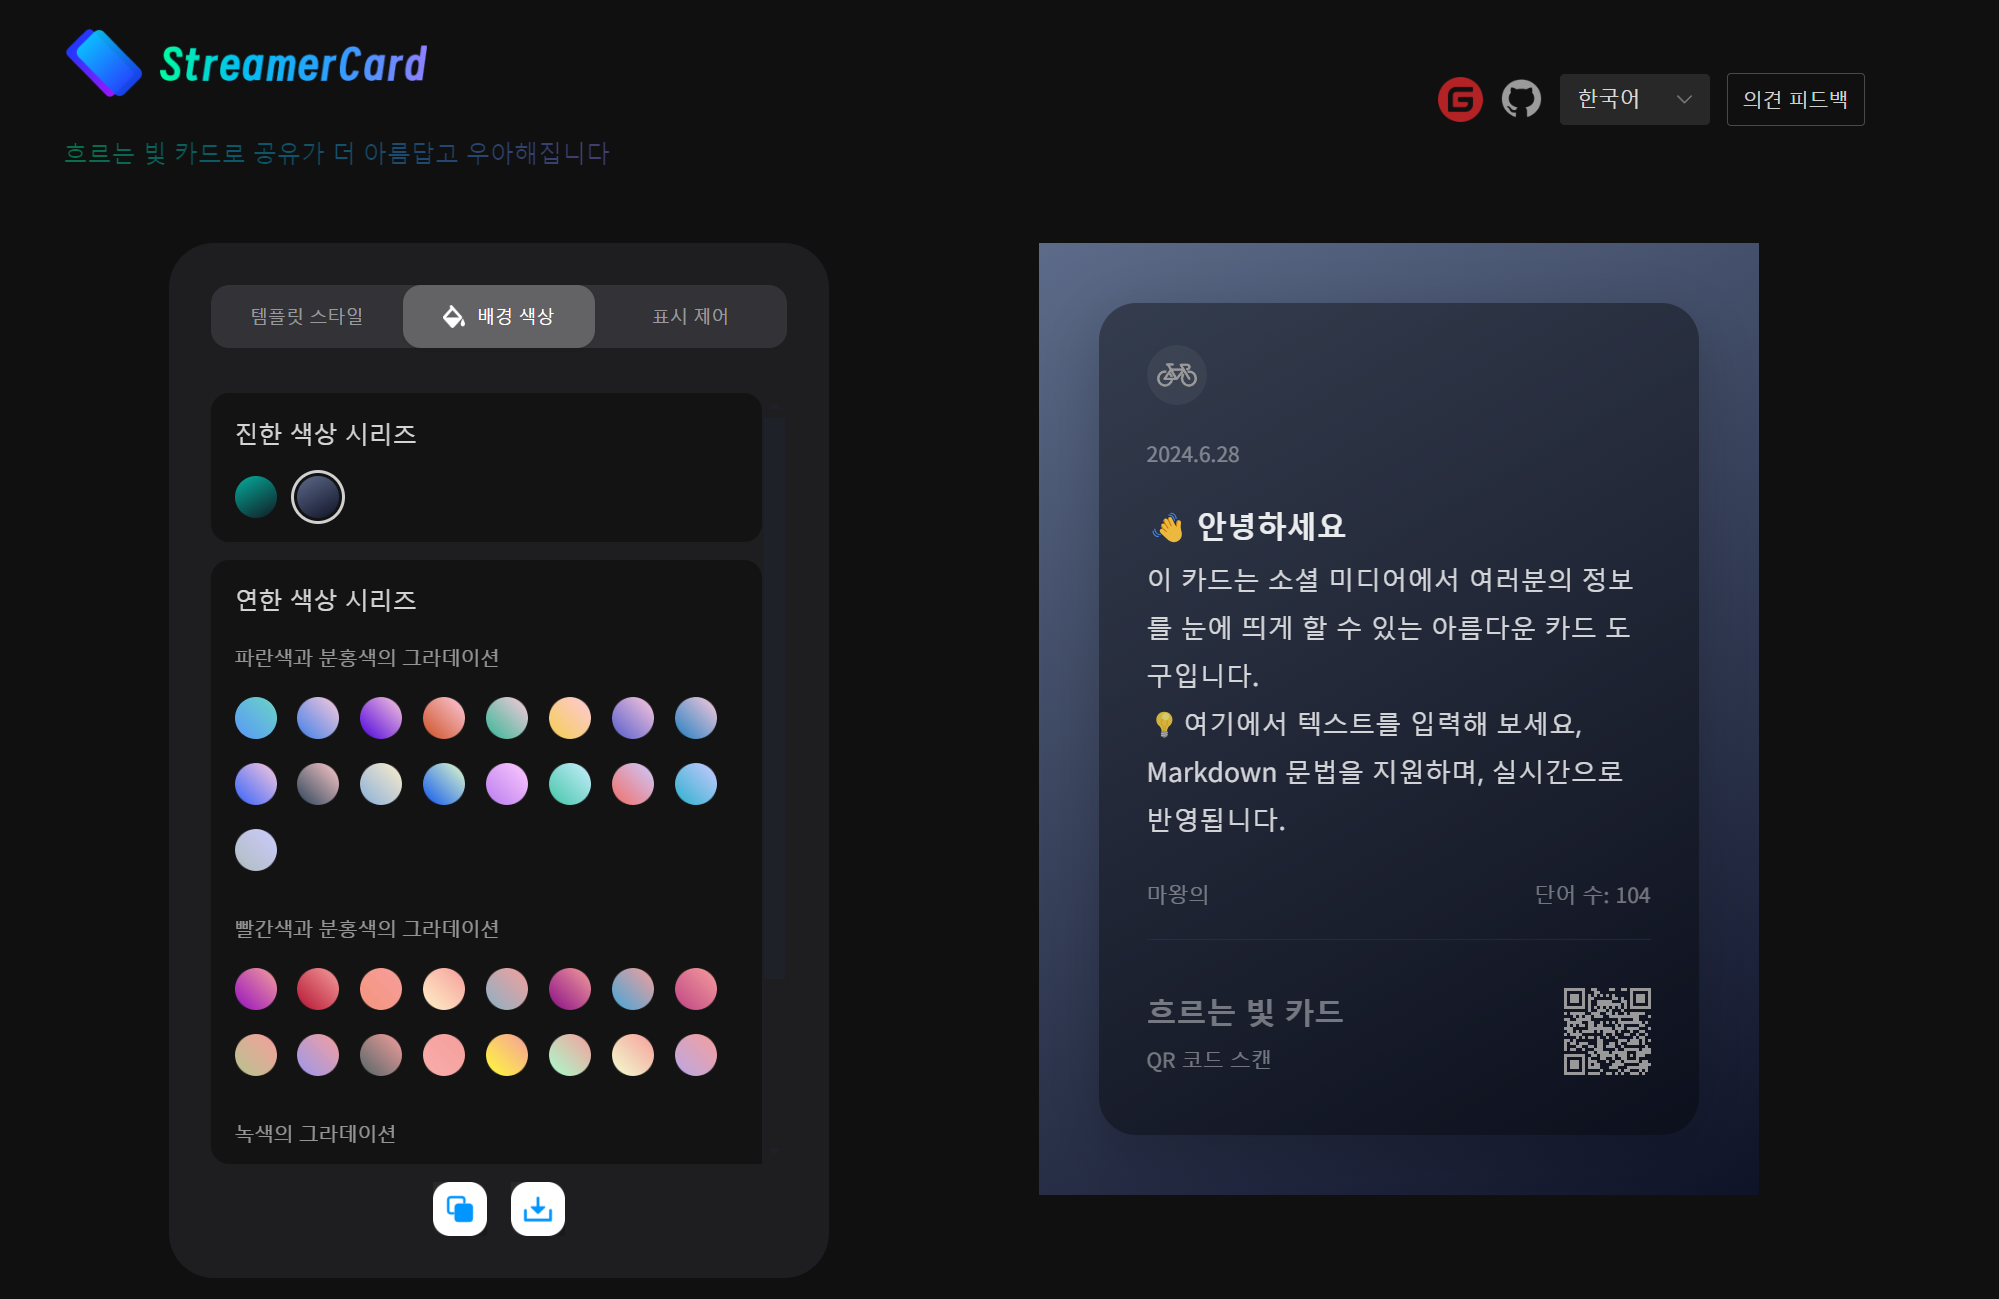 StreamerCard
흐르는 빛 카드로 공유가 더 아름답고 우아해집니다
한국어
의견 피드백
템플릿 스타일
배경 색상
표시 제어
진한 색상 시리즈
연한 색상 시리즈
파란색과 분홍색의 그라데이션
빨간색과 분홍색의 그라데이션
녹색의 그라데이션
2024.6.28
👋 안녕하세요
이 카드는 소셜 미디어에서 여러분의 정보
를 눈에 띄게 할 수 있는 아름다운 카드 도
구입니다.
💡여기에서 텍스트를 입력해 보세요,
Markdown 문법을 지원하며, 실시간으로
반영됩니다.
마왕의
단어 수: 104
흐르는 빛 카드
QR 코드 스캔